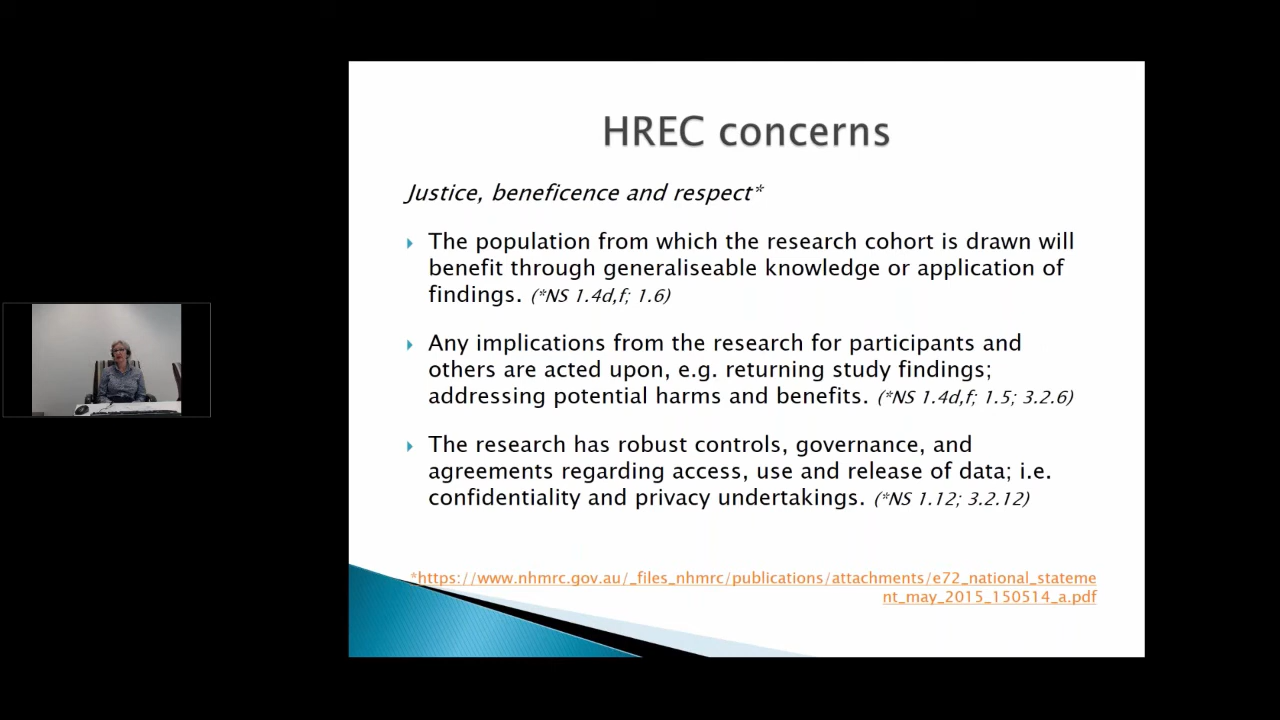 HREC concerns
Justice, beneficence and respect*
The population from which the research cohort is drawn will
benefit through generaliseable knowledge or application of
findings. (*NS 1.4d,f; 1.6)
Any implications from the research for participants and
others are acted upon, e.g. returning study findings;
addressing potential harms and benefits. (*NS 1.4d,f; 1.5; 3.2.6)
The research has robust controls, governance, and
agreements regarding access, use and release of data; i.e.
confidentiality and privacy undertakings. (*NS 1.12; 3.2.12)
*https://www.nhmrc.gov.au/_files_nhmrc/publications/attachments/e72_national_stateme
nt_may_2015_150514_a.pdf